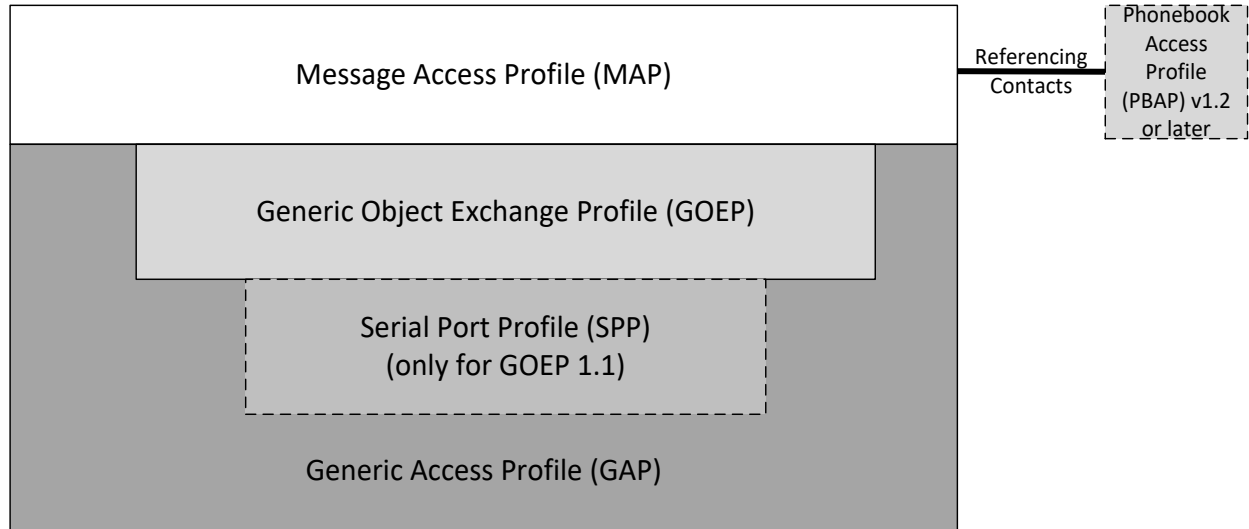 Message Access Profile (MAP)
Referencing
Contacts
Phonebook
Access
Profile
(PBAP) v1.2
or later
Generic Object Exchange Profile (GOEP)
Serial Port Profile (SPP)
(only for GOEP 1.1)
Generic Access Profile (GAP)